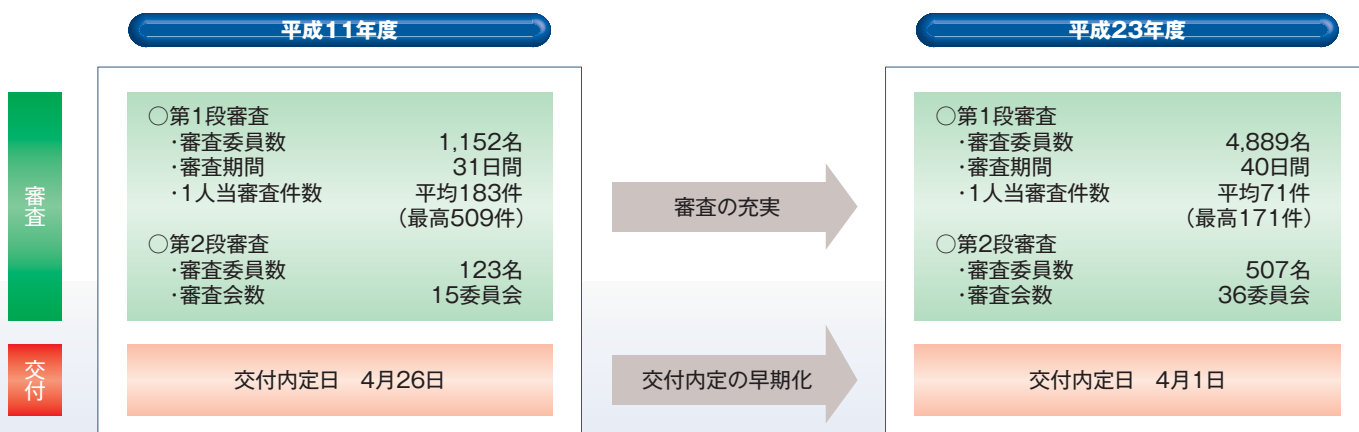 平成11年度
平成23年度
審査
○第1段審査
・審査委員数 1,152名
・審査期間 31日間
・1人当審査件数 平均183件
(最高509件)
○第2段審査
・審査委員数 123名
・審査会数 15委員会
審査の充実
○第1段審査
・審査委員数 4,889名
・審査期間 40日間
・1人当審査件数 平均71件
(最高171件)
○第2段審査
・審査委員数 507名
・審査会数 36委員会
交付
交付内定日 4月26日
交付内定の早期化
交付内定日 4月1日